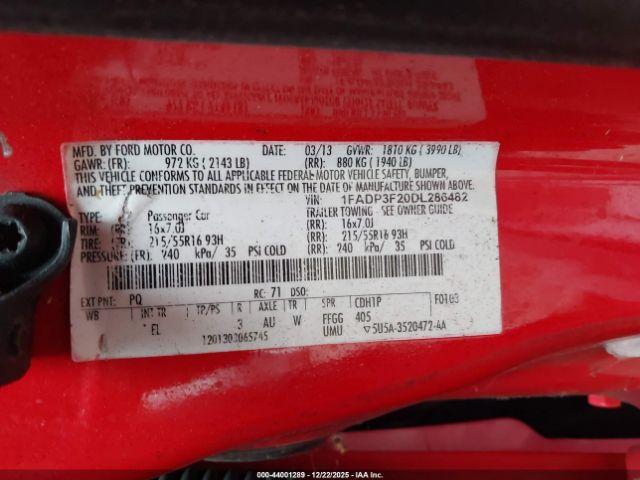 MFD. BY FORD MOTOR CO. DATE: 03/13 GVWR: 1810 KG ( 3990 LB)
GAWR: (FR): 972 KG ( 2143 LB) (RR): 880 KG ( 1940 LB)
THIS VEHICLE CONFORMS TO ALL APPLICABLE FEDERAL MOTOR VEHICLE SAFETY, BUMPER,
AND THEFT PREVENTION STANDARDS IN EFFECT ON THE DATE OF MANUFACTURE SHOWN ABOVE.
VIN: 1FADP3F20DL286482
TYPE: Passenger Car TRAILER TOWING - SEE OWNER GUIDE
RIM: 16x7.0J (RR): 16x7.0J
TIRE: (FR): 215/55R16 93H (RR): 215/55R16 93H
PRESSURE: (FR): 240 kPa/ 35 PSI COLD (RR): 240 kPa/ 35 PSI COLD
EXT PNT: PQ RC: 71 DSO: F0103
WB INT TR TP/PS R AXLE TR SPR CDH1P
FL 3 AU W FFGG 405
UMU ▽5U5A-3520472-AA
000-44001289 - 12/22/2025 - IAA Inc.